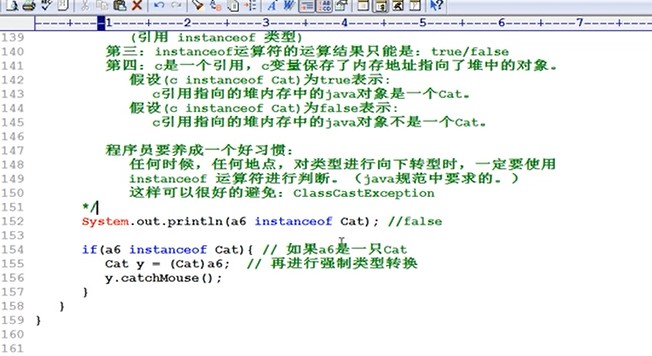 ----+----1----+----2----+----3----+----4----+----5----+----6----+----7--
139 (引用 instanceof 类型)
140 第三：instanceof运算符的运算结果只能是：true/false
141 第四：c是一个引用，c变量保存了内存地址指向了堆中的对象。
142 假设(c instanceof Cat)为true表示：
143 c引用指向的堆内存中的java对象是一个Cat。
144 假设(c instanceof Cat)为false表示：
145 c引用指向的堆内存中的java对象不是一个Cat。
146
147 程序员要养成一个好习惯：
148 任何时候，任何地点，对类型进行向下转型时，一定要使用
149 instanceof 运算符进行判断。（java规范中要求的。）
150 这样可以很好的避免：ClassCastException
151 */
152 System.out.println(a6 instanceof Cat); //false
153
154 if(a6 instanceof Cat){ // 如果a6是一只Cat
155 Cat y = (Cat)a6; // 再进行强制类型转换
156 y.catchMouse();
157 }
158 }
159 }
160
161